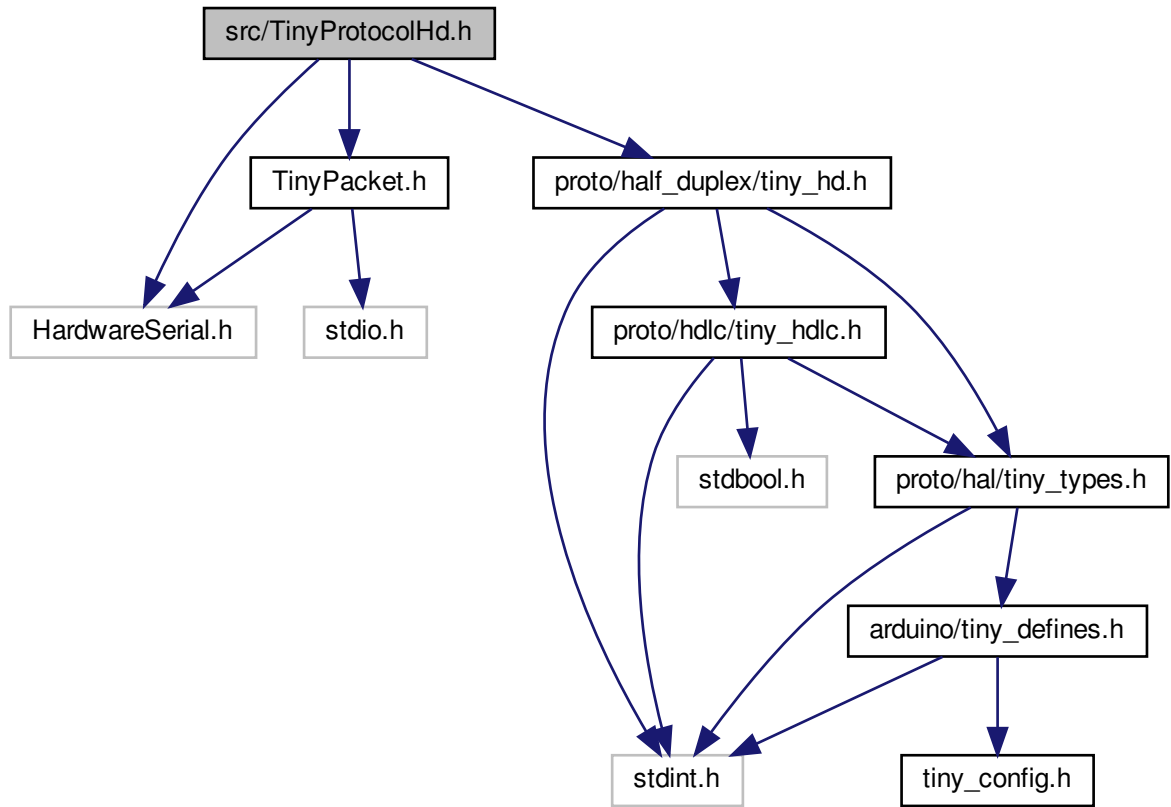 src/TinyProtocolHd.h
TinyPacket.h
proto/half_duplex/tiny_hd.h
HardwareSerial.h
stdio.h
proto/hdlc/tiny_hdlc.h
stdbool.h
proto/hal/tiny_types.h
arduino/tiny_defines.h
stdint.h
tiny_config.h